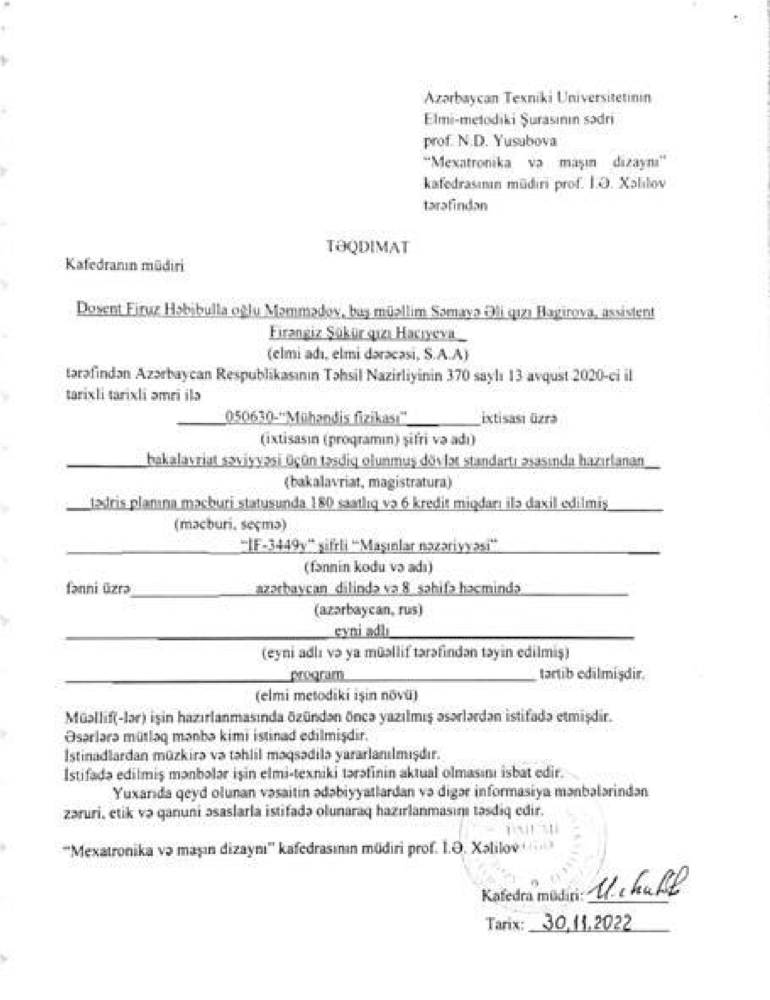 Azərbaycan Texniki Universitetinin
Elmi-metodiki Şurasının sədri
prof. N.D. Yusubova
“Mexatronika və maşın dizaynı”
kafedrasının müdiri prof. İ.Ə. Xəlilov
tərəfindən
TƏQDİMAT
Kafedranın müdiri
Dosent Firuz Həbibulla oğlu Məmmədov, baş müəllim Səmayə Əli qızı Bagirova, assistent
Firəngiz Şükür qızı Hacıyeva
(elmi adı, elmi dərəcəsi, S.A.A)
tərəfindən Azərbaycan Respublikasının Təhsil Nazirliyinin 370 saylı 13 avqust 2020-ci il
tarixli tarixli əmri ilə
050630-“Mühəndis fizikası” ixtisası üzrə
(ixtisasın (proqramın) şifri və adı)
bakalavriat səviyyəsi üçün təsdiq olunmuş dövlət standartı əsasında hazırlanan
(bakalavriat, magistratura)
tədris planına məcburi statusunda 180 saatlıq və 6 kredit miqdarı ilə daxil edilmiş
(məcburi, seçmə)
“İF-3449y” şifrli “Maşınlar nəzəriyyəsi”
(fənnin kodu və adı)
fənni üzrə azərbaycan dilində və 8 səhifə həcmində
(azərbaycan, rus)
eyni adlı
(eyni adlı və ya müəllif tərəfindən təyin edilmiş)
proqram tərtib edilmişdir.
(elmi metodiki işin növü)
Müəllif(-lər) işin hazırlanmasında özündən öncə yazılmış əsərlərdən istifadə etmişdir.
Əsərlərə mütləq mənbə kimi istinad edilmişdir.
İstinadlardan müzkirə və təhlil məqsədilə yararlanılmışdır.
İstifadə edilmiş mənbələr işin elmi-texniki tərəfinin aktual olmasını isbat edir.
Yuxarıda qeyd olunan vəsaitin ədəbiyyatlardan və digər informasiya mənbələrindən
zəruri, etik və qanuni əsaslarla istifadə olunaraq hazırlanmasını təsdiq edir.
“Mexatronika və maşın dizaynı” kafedrasının müdiri prof. İ.Ə. Xəlilov
Kafedra müdiri:
Tarix: 30.11.2022